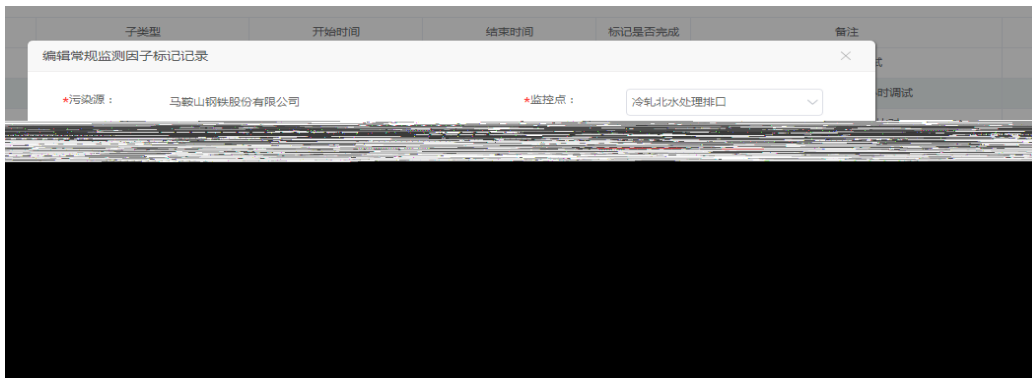 子类型 开始时间 结束时间 标记是否完成 备注
编辑常规监测因子标记记录
*污染源： 马鞍山钢铁股份有限公司 *监控点： 冷轧北水处理排口
时调试